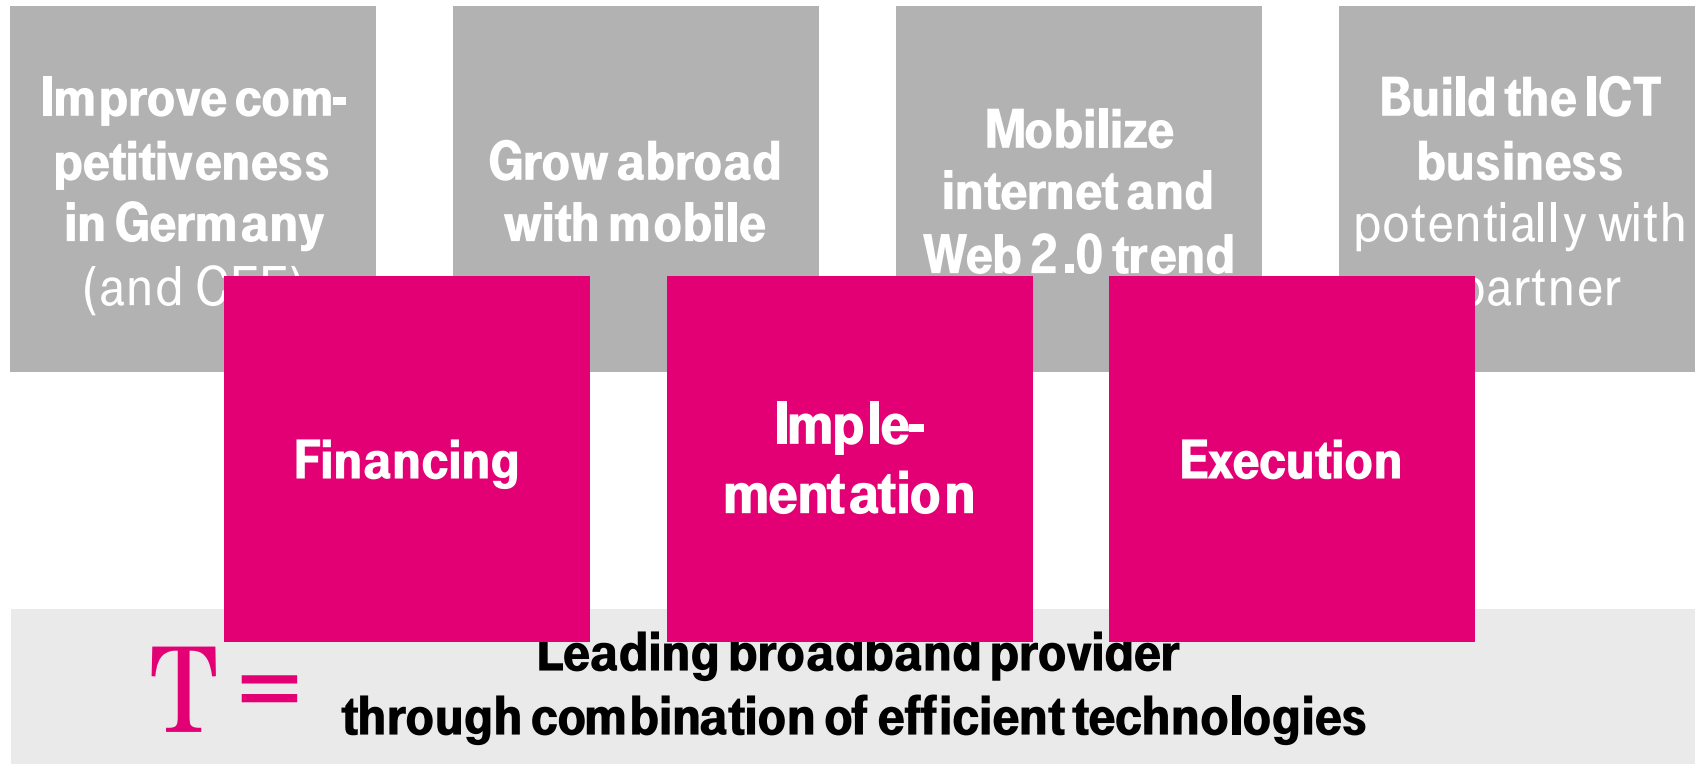 Improve com-
petitiveness
in Germany
(and CEE)
Grow abroad
with mobile
Mobilize
internet and
Web 2.0 trend
Build the ICT
business
potentially with
partner
Financing
Imple-
mentation
Execution
T =
Leading broadband provider
through combination of efficient technologies